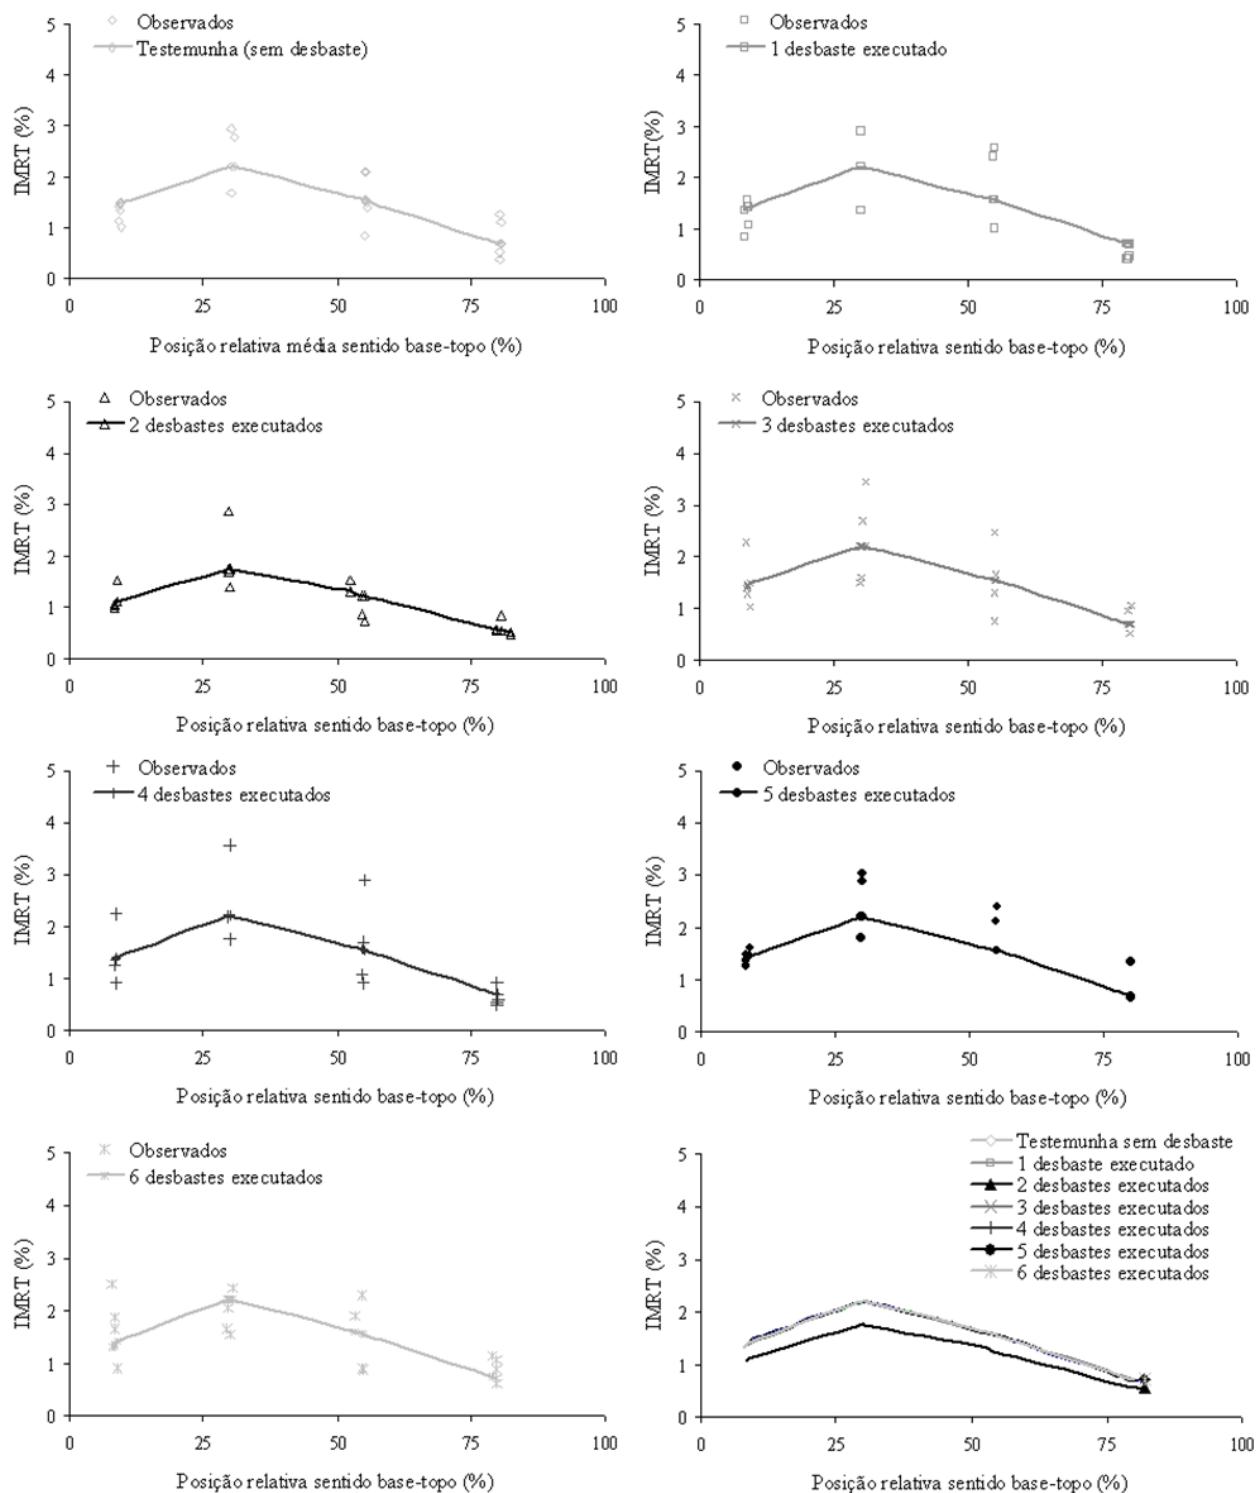 Observados
Testemunha (sem desbaste)
5
4
3
2
1
0
IMRT (%)
0 25 50 75 100
Posição relativa média sentido base-topo (%)
Observados
1 desbaste executado
5
4
3
2
1
0
IMRT(%)
0 25 50 75 100
Posição relativa sentido base-topo (%)
Observados
2 desbastes executados
5
4
3
2
1
0
IMRT (%)
0 25 50 75 100
Posição relativa sentido base-topo (%)
Observados
3 desbastes executados
5
4
3
2
1
0
IMRT (%)
0 25 50 75 100
Posição relativa sentido base-topo (%)
Observados
4 desbastes executados
5
4
3
2
1
0
IMRT (%)
0 25 50 75 100
Posição relativa sentido base-topo (%)
Observados
5 desbastes executados
5
4
3
2
1
0
IMRT (%)
0 25 50 75 100
Posição relativa sentido base-topo (%)
Observados
6 desbastes executados
5
4
3
2
1
0
IMRT (%)
0 25 50 75 100
Posição relativa sentido base-topo (%)
Testemunha sem desbaste
1 desbaste executado
2 desbastes executados
3 desbastes executados
4 desbastes executados
5 desbastes executados
6 desbastes executados
5
4
3
2
1
0
IMRT (%)
0 25 50 75 100
Posição relativa sentido base-topo (%)